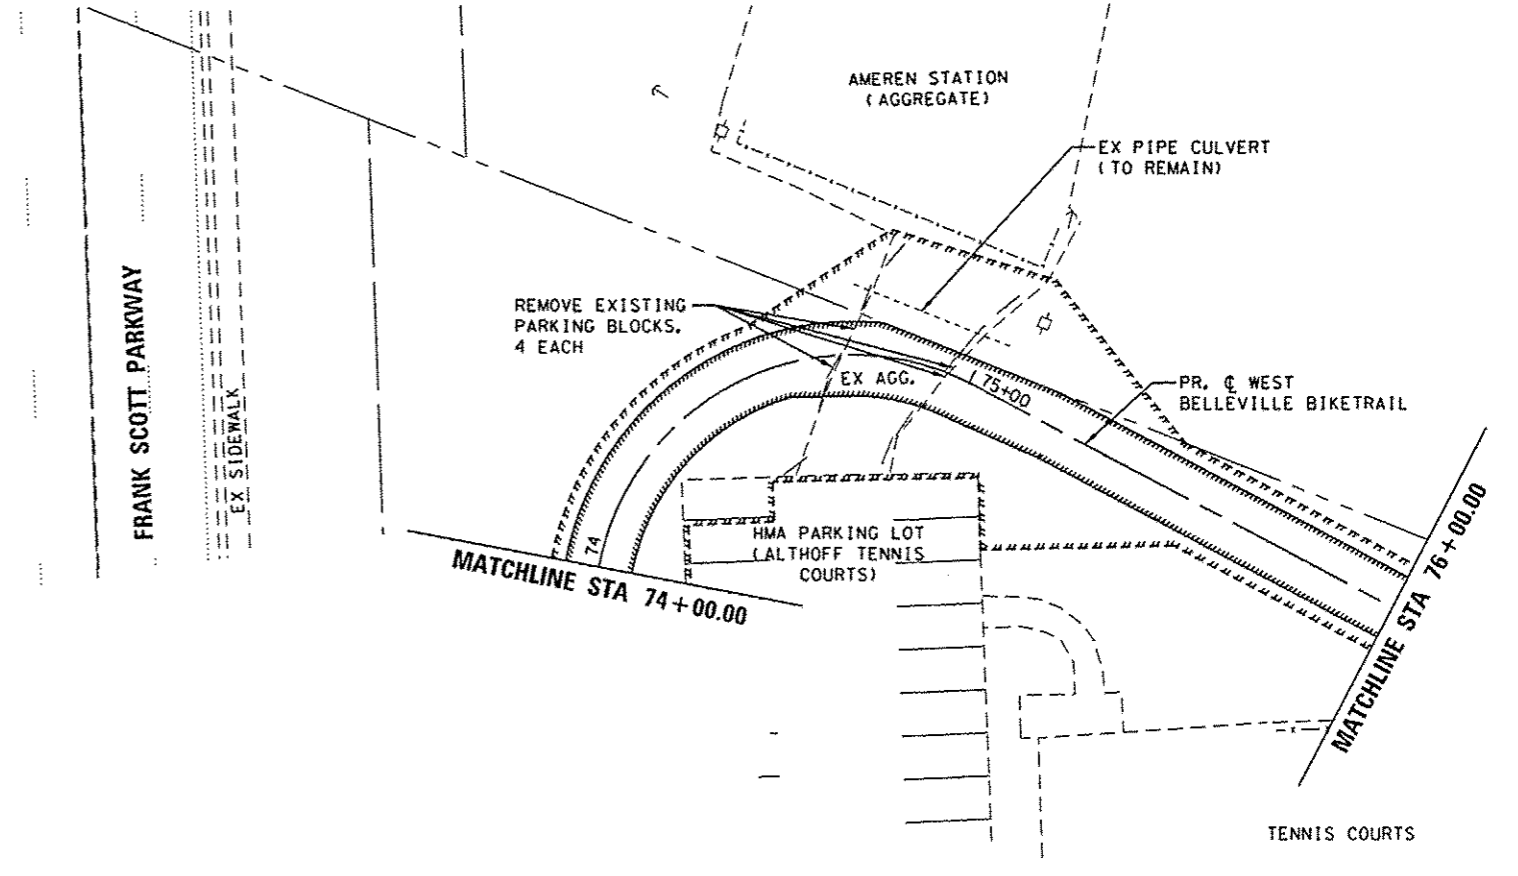 AMEREN STATION
(AGGREGATE)
EX PIPE CULVERT
(TO REMAIN)
REMOVE EXISTING
PARKING BLOCKS.
4 EACH
EX AGG.
75+00
PR. ℄ WEST
BELLEVILLE BIKETRAIL
FRANK SCOTT PARKWAY
EX SIDEWALK
74
MATCHLINE STA 74+00.00
HMA PARKING LOT
(ALTHOFF TENNIS
COURTS)
MATCHLINE STA 76+00.00
TENNIS COURTS